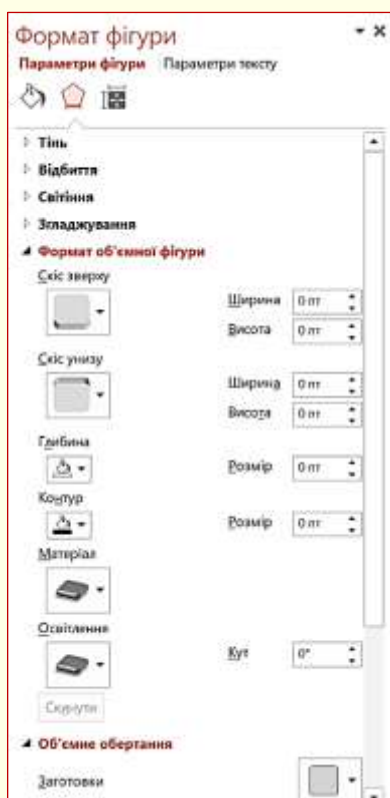 Формат фігури
Параметри фігури Параметри тексту
Тінь
Відбиття
Світіння
Згладжування
Формат об'ємної фігури
Скіс зверху
Ширина 0 пт
Висота 0 пт
Скіс унизу
Ширина 0 пт
Висота 0 пт
Глибина
Розмір 0 пт
Контур
Розмір 0 пт
Матеріал
Освітлення
Кут 0°
Скинути
Об'ємне обертання
Заготовки